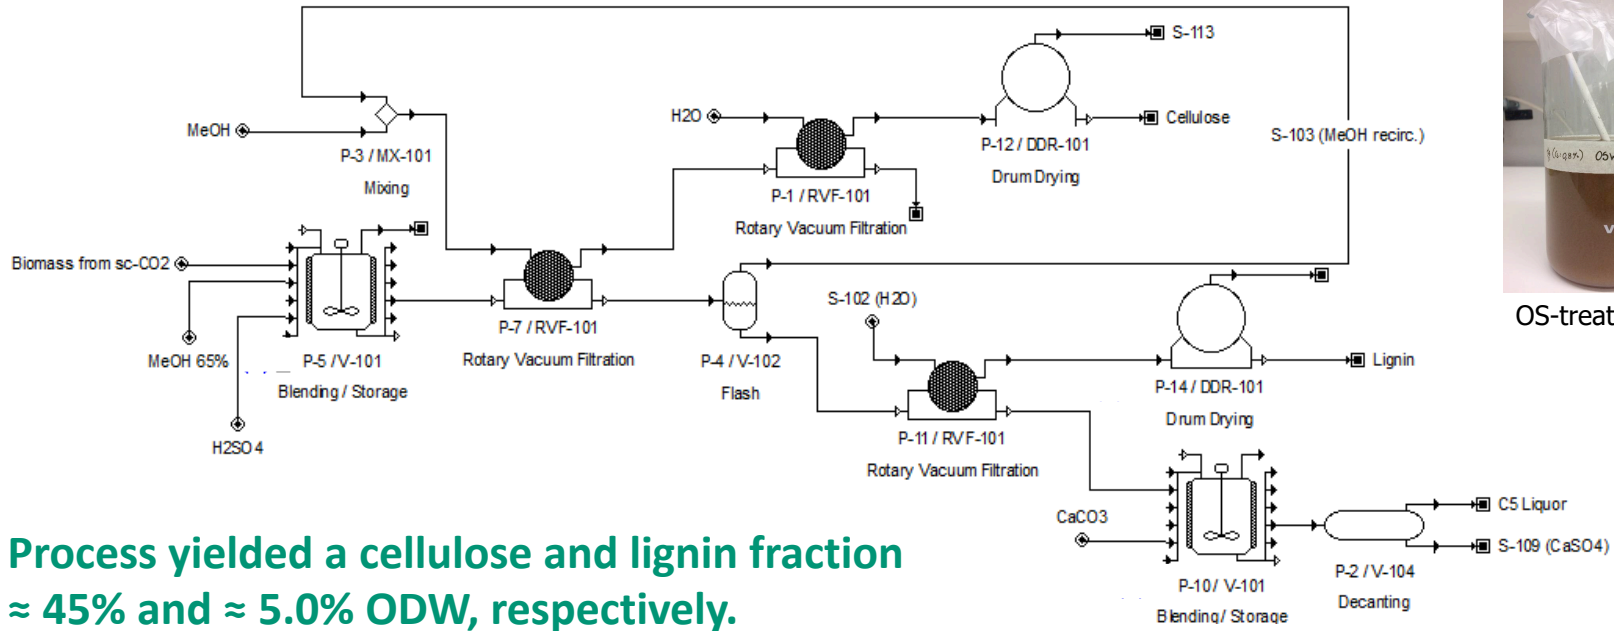 S-113
H2O
Cellulose
MeOH
P-12 / DDR-101
Drum Drying
S-103 (MeOH recirc.)
P-3 / MX-101
Mixing
P-1 / RVF-101
Rotary Vacuum Filtration
Biomass from sc-CO2
S-102 (H2O)
MeOH 65%
P-5 / V-101
Blending / Storage
P-7 / RVF-101
Rotary Vacuum Filtration
P-4 / V-102
Flash
OS-treat
Lignin
P-14 / DDR-101
Drum Drying
H2SO4
P-11 / RVF-101
Rotary Vacuum Filtration
CaCO3
C5 Liquor
S-109 (CaSO4)
P-10 / V-101
Blending / Storage
P-2 / V-104
Decanting
Process yielded a cellulose and lignin fraction
≈ 45% and ≈ 5.0% ODW, respectively.